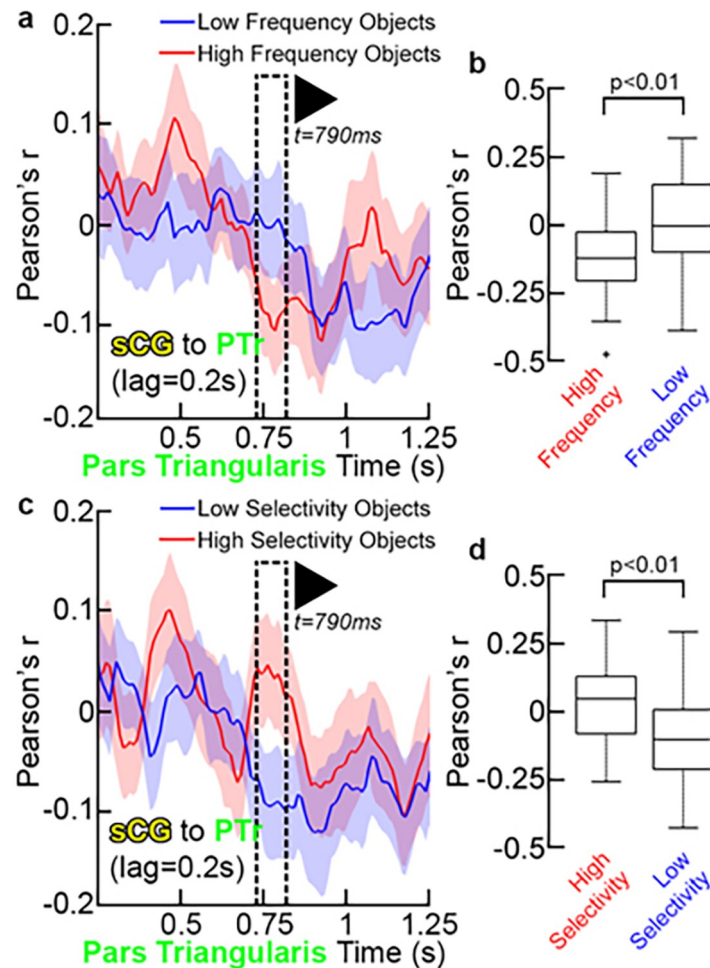 a
0.2
0.1
0
-0.1
-0.2
Pearson's r
Low Frequency Objects
High Frequency Objects
t=790ms
sCG to PTr
(lag=0.2s)
0.5
0.75
1
1.25
Pars Triangularis Time (s)
b
p<0.01
0.5
0.25
0
-0.25
-0.5
Pearson's r
High
Frequency
Low
Frequency
c
0.2
0.1
0
-0.1
-0.2
Pearson's r
Low Selectivity Objects
High Selectivity Objects
t=790ms
sCG to PTr
(lag=0.2s)
0.5
0.75
1
1.25
Pars Triangularis Time (s)
d
p<0.01
0.5
0.25
0
-0.25
-0.5
Pearson's r
High
Selectivity
Low
Selectivity